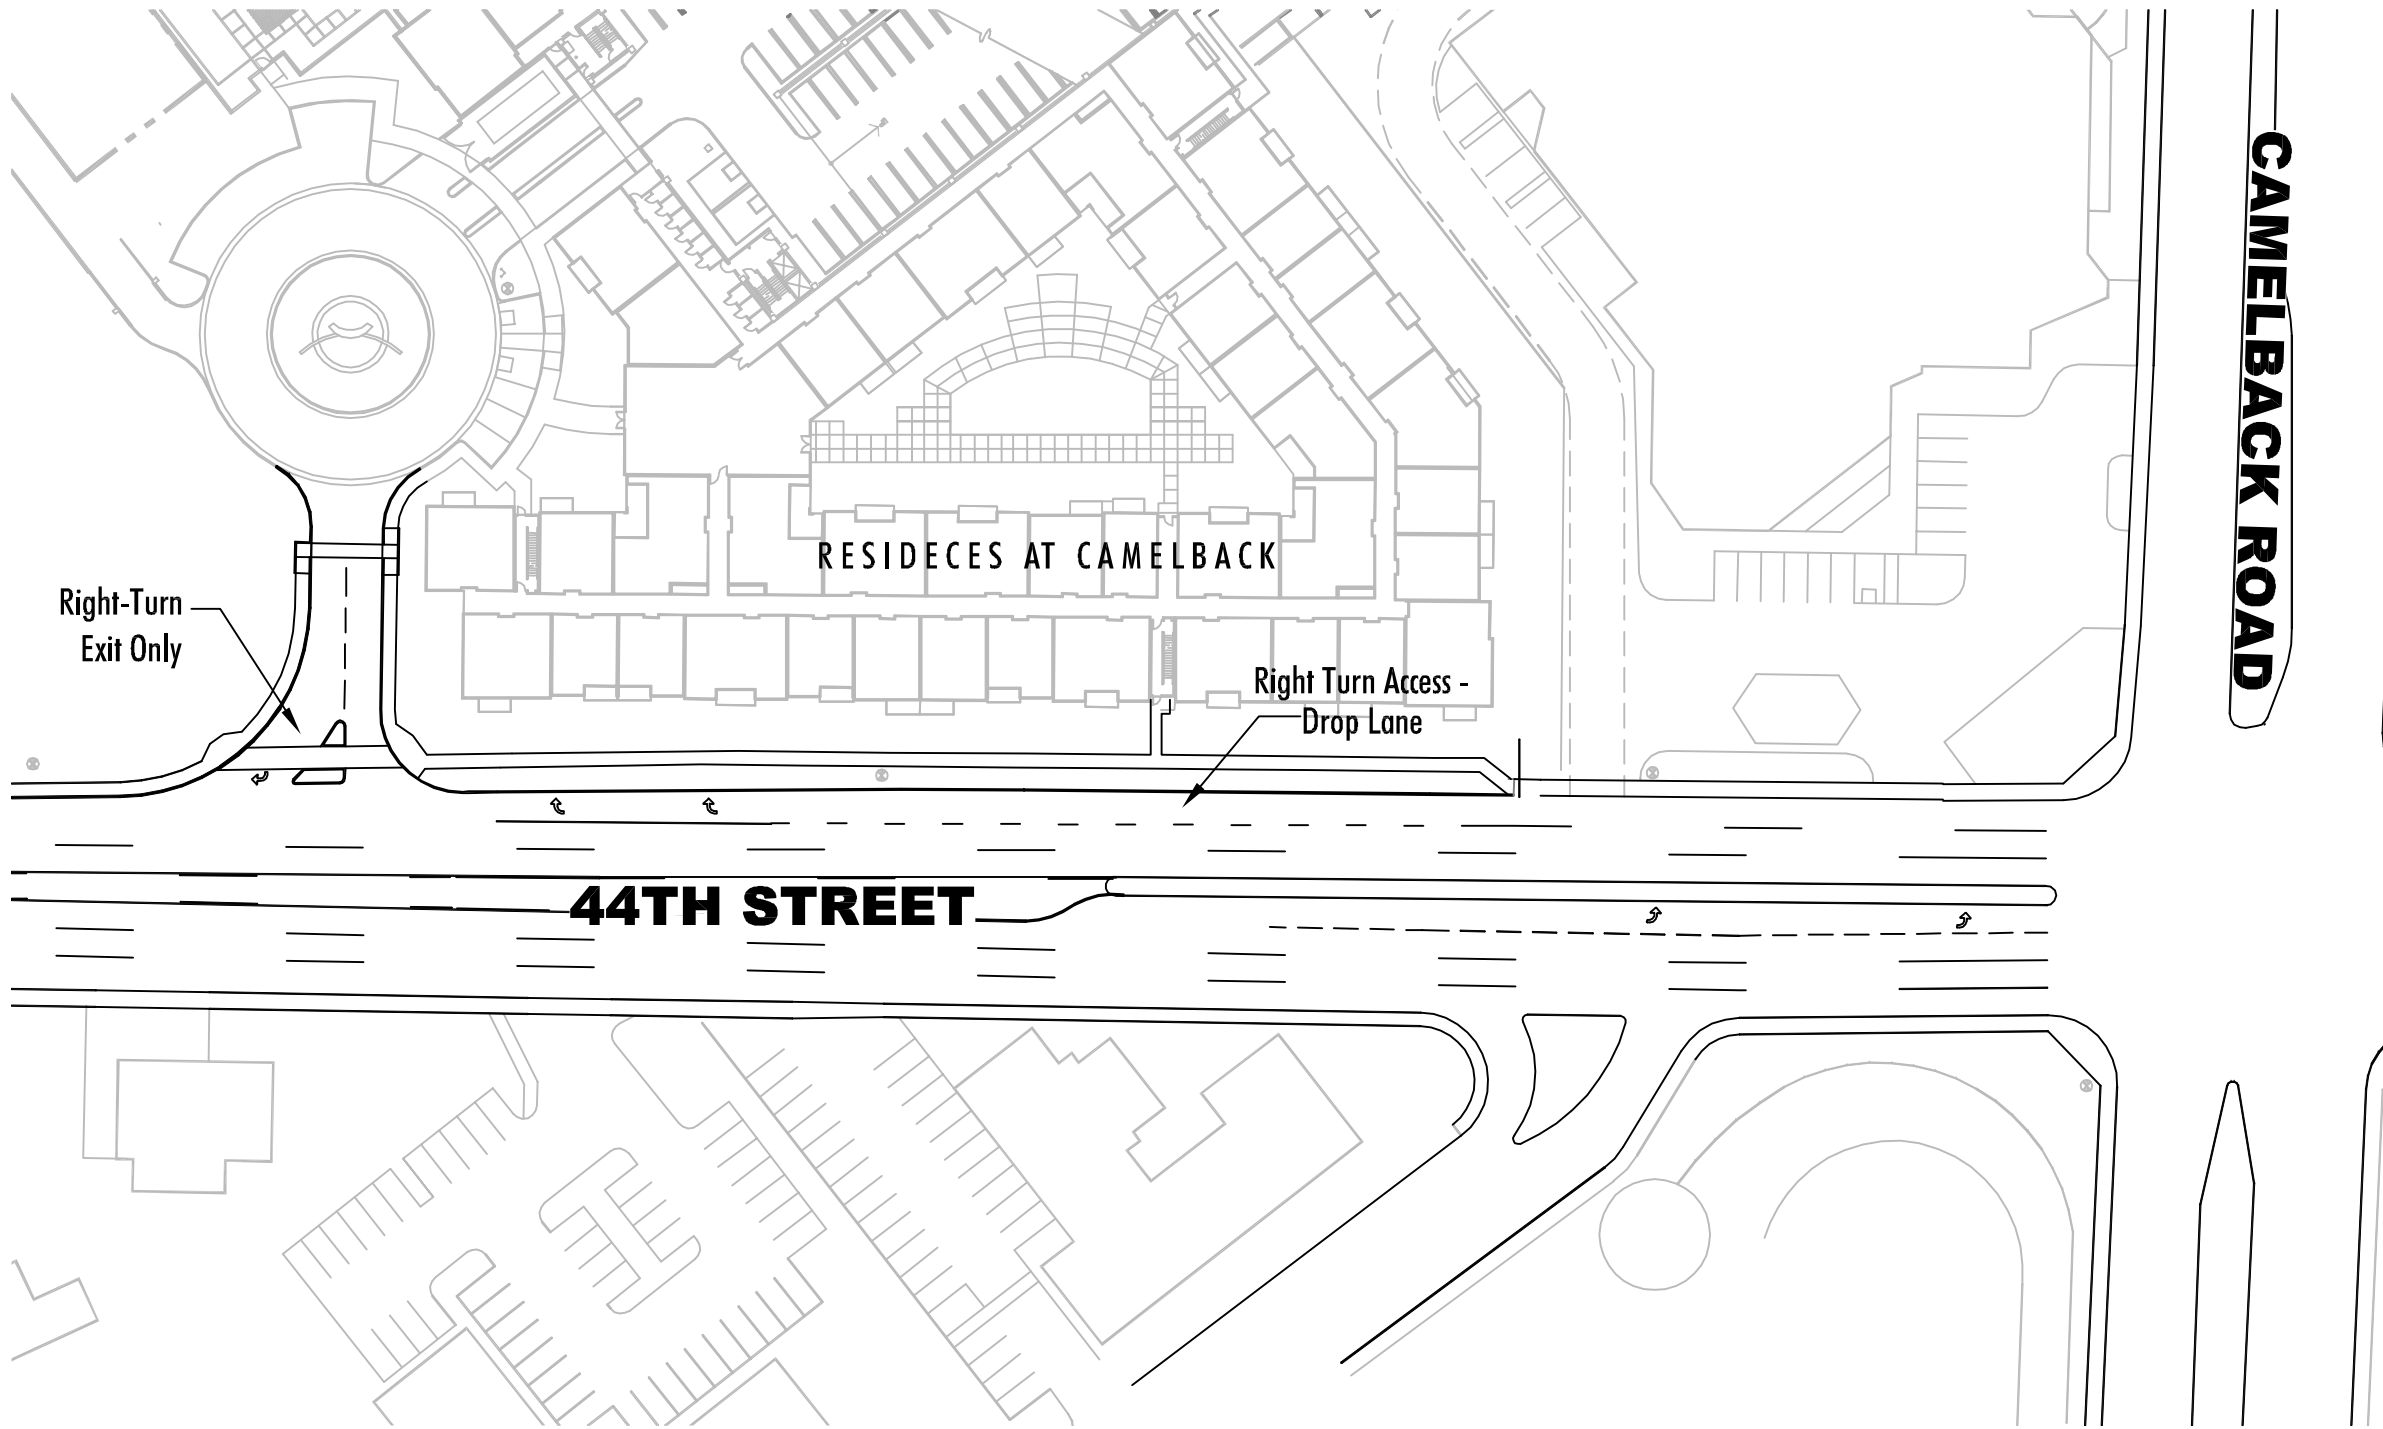 CAMELBACK ROAD
RESIDECES AT CAMELBACK
Right-Turn
Exit Only
Right Turn Access -
Drop Lane
44TH STREET